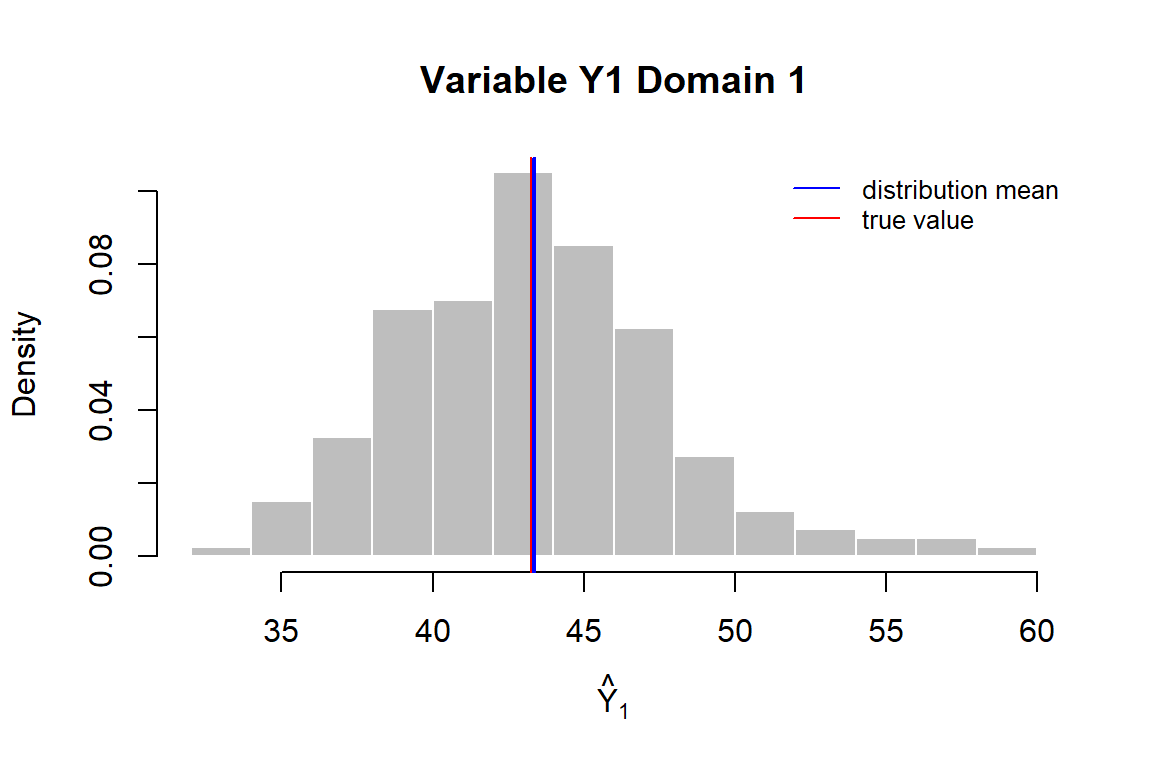 Variable Y1 Domain 1
distribution mean
true value
Density
0.00 0.04 0.08
35 40 45 50 55 60
Ŷ₁